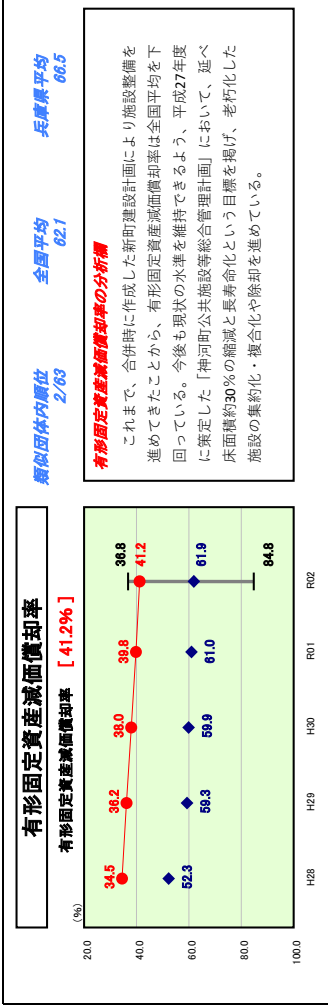 有形固定資産減価償却率
有形固定資産減価償却率 [ 41.2% ]
(%)
20.0
40.0
60.0
80.0
100.0
34.5
36.2
38.0
39.8
41.2
36.8
52.3
59.3
59.9
61.0
61.9
84.8
H28
H29
H30
R01
R02
類似団体内順位
2/63
全国平均
62.1
兵庫県平均
66.5
有形固定資産減価償却率の分析欄
これまで、合併時に作成した新町建設計画により施設整備を
進めてきたことから、有形固定資産減価償却率は全国平均を下
回っている。今後も現状の水準を維持できるよう、平成27年度
に策定した「神河町公共施設等総合管理計画」において、延べ
床面積約30％の縮減と長寿命化という目標を掲げ、老朽化した
施設の集約化・複合化や除却を進めている。